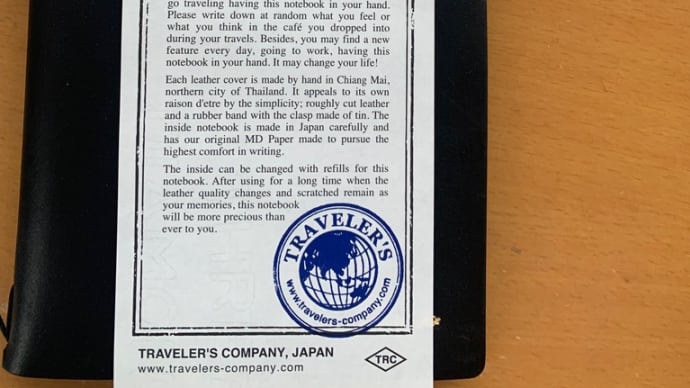 go traveling having this notebook in your hand.
Please write down at random what you feel or
what you think in the café you dropped into
during your travels. Besides, you may find a new
feature every day, going to work, having this
notebook in your hand. It may change your life!
Each leather cover is made by hand in Chiang Mai,
northern city of Thailand. It appeals to its own
raison d'etre by the simplicity; roughly cut leather
and a rubber band with the clasp made of tin. The
inside notebook is made in Japan carefully and
has our original MD Paper made to pursue the
highest comfort in writing.
The inside can be changed with refills for this
notebook. After using for a long time when the
leather quality changes and scratched remain as
your memories, this notebook
will be more precious than
ever to you.
TRAVELER'S
www.travelers-company.com
TRAVELER'S COMPANY, JAPAN
www.travelers-company.com
TRC